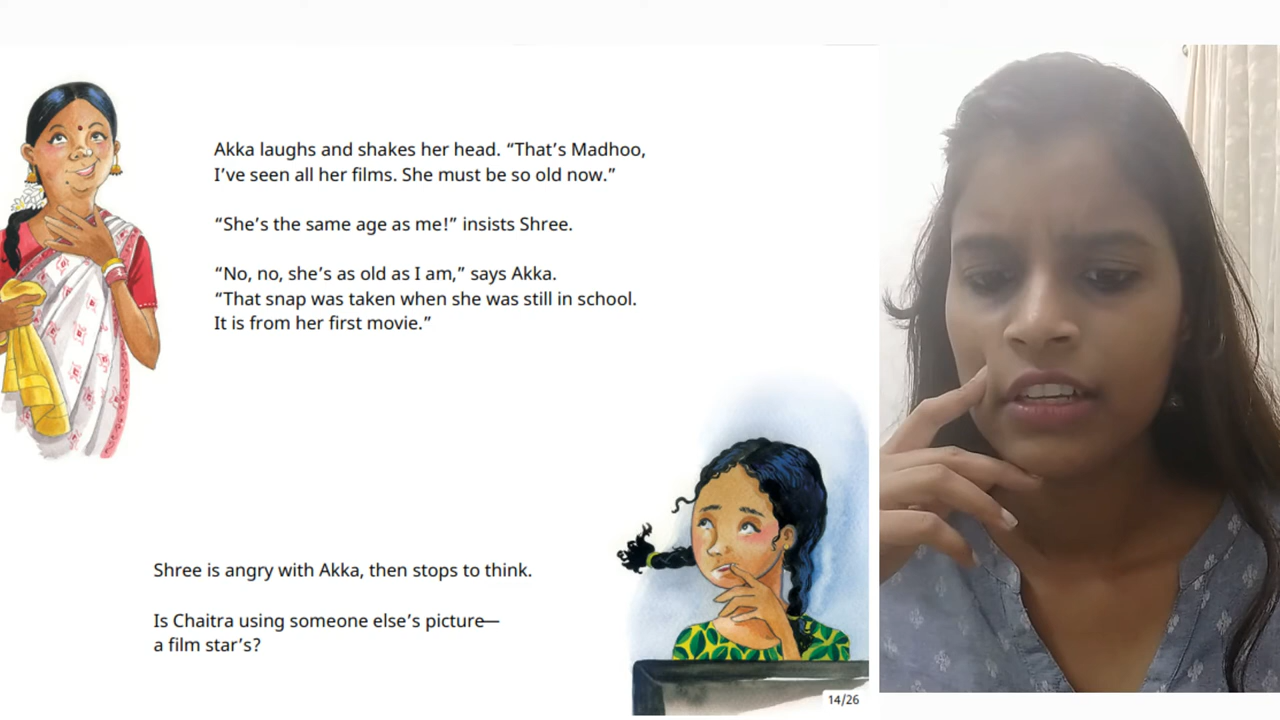 Akka laughs and shakes her head. “That’s Madhoo,
I’ve seen all her films. She must be so old now.”
“She’s the same age as me!” insists Shree.
“No, no, she’s as old as I am,” says Akka.
“That snap was taken when she was still in school.
It is from her first movie.”
Shree is angry with Akka, then stops to think.
Is Chaitra using someone else’s picture—
a film star’s?
14/26